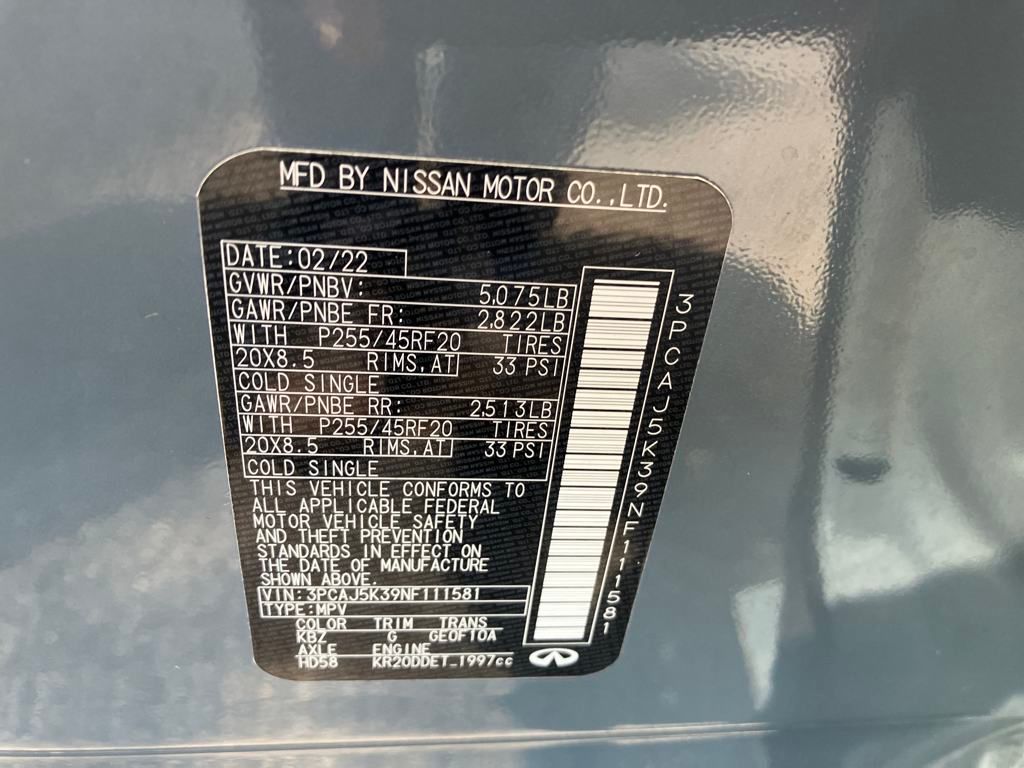 MFD BY NISSAN MOTOR CO.,LTD.
DATE:02/22
GVWR/PNBV: 5,075LB
GAWR/PNBE FR: 2,822LB
WITH P255/45RF20 TIRES
20X8.5 RIMS,AT 33 PSI
COLD SINGLE
GAWR/PNBE RR: 2,513LB
WITH P255/45RF20 TIRES
20X8.5 RIMS,AT 33 PSI
COLD SINGLE
THIS VEHICLE CONFORMS TO
ALL APPLICABLE FEDERAL
MOTOR VEHICLE SAFETY
AND THEFT PREVENTION
STANDARDS IN EFFECT ON
THE DATE OF MANUFACTURE
SHOWN ABOVE.
VIN:3PCAJ5K39NF111581
TYPE:MPV
COLOR TRIM TRANS
KBZ G GE0F10A
AXLE ENGINE
HD58 KR20DDET 1997cc
3PCAJ5K39NF111581